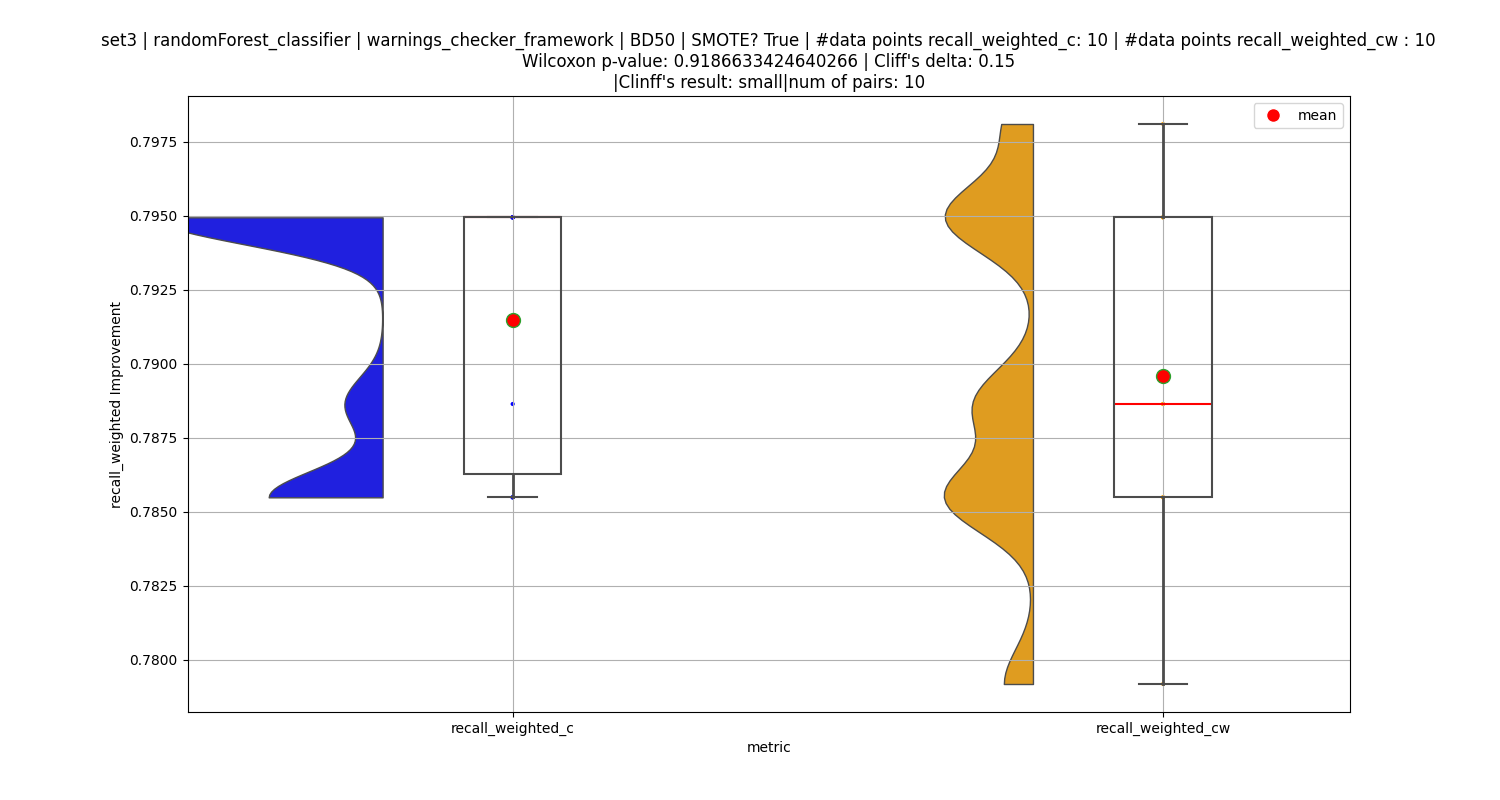 set3 | randomForest_classifier | warnings_checker_framework | BD50 | SMOTE? True | #data points recall_weighted_c: 10 | #data points recall_weighted_cw : 10
Wilcoxon p-value: 0.9186633424640266 | Cliff's delta: 0.15
|Clinff's result: small|num of pairs: 10
mean
recall_weighted Improvement
0.7975
0.7950
0.7925
0.7900
0.7875
0.7850
0.7825
0.7800
recall_weighted_c
recall_weighted_cw
metric